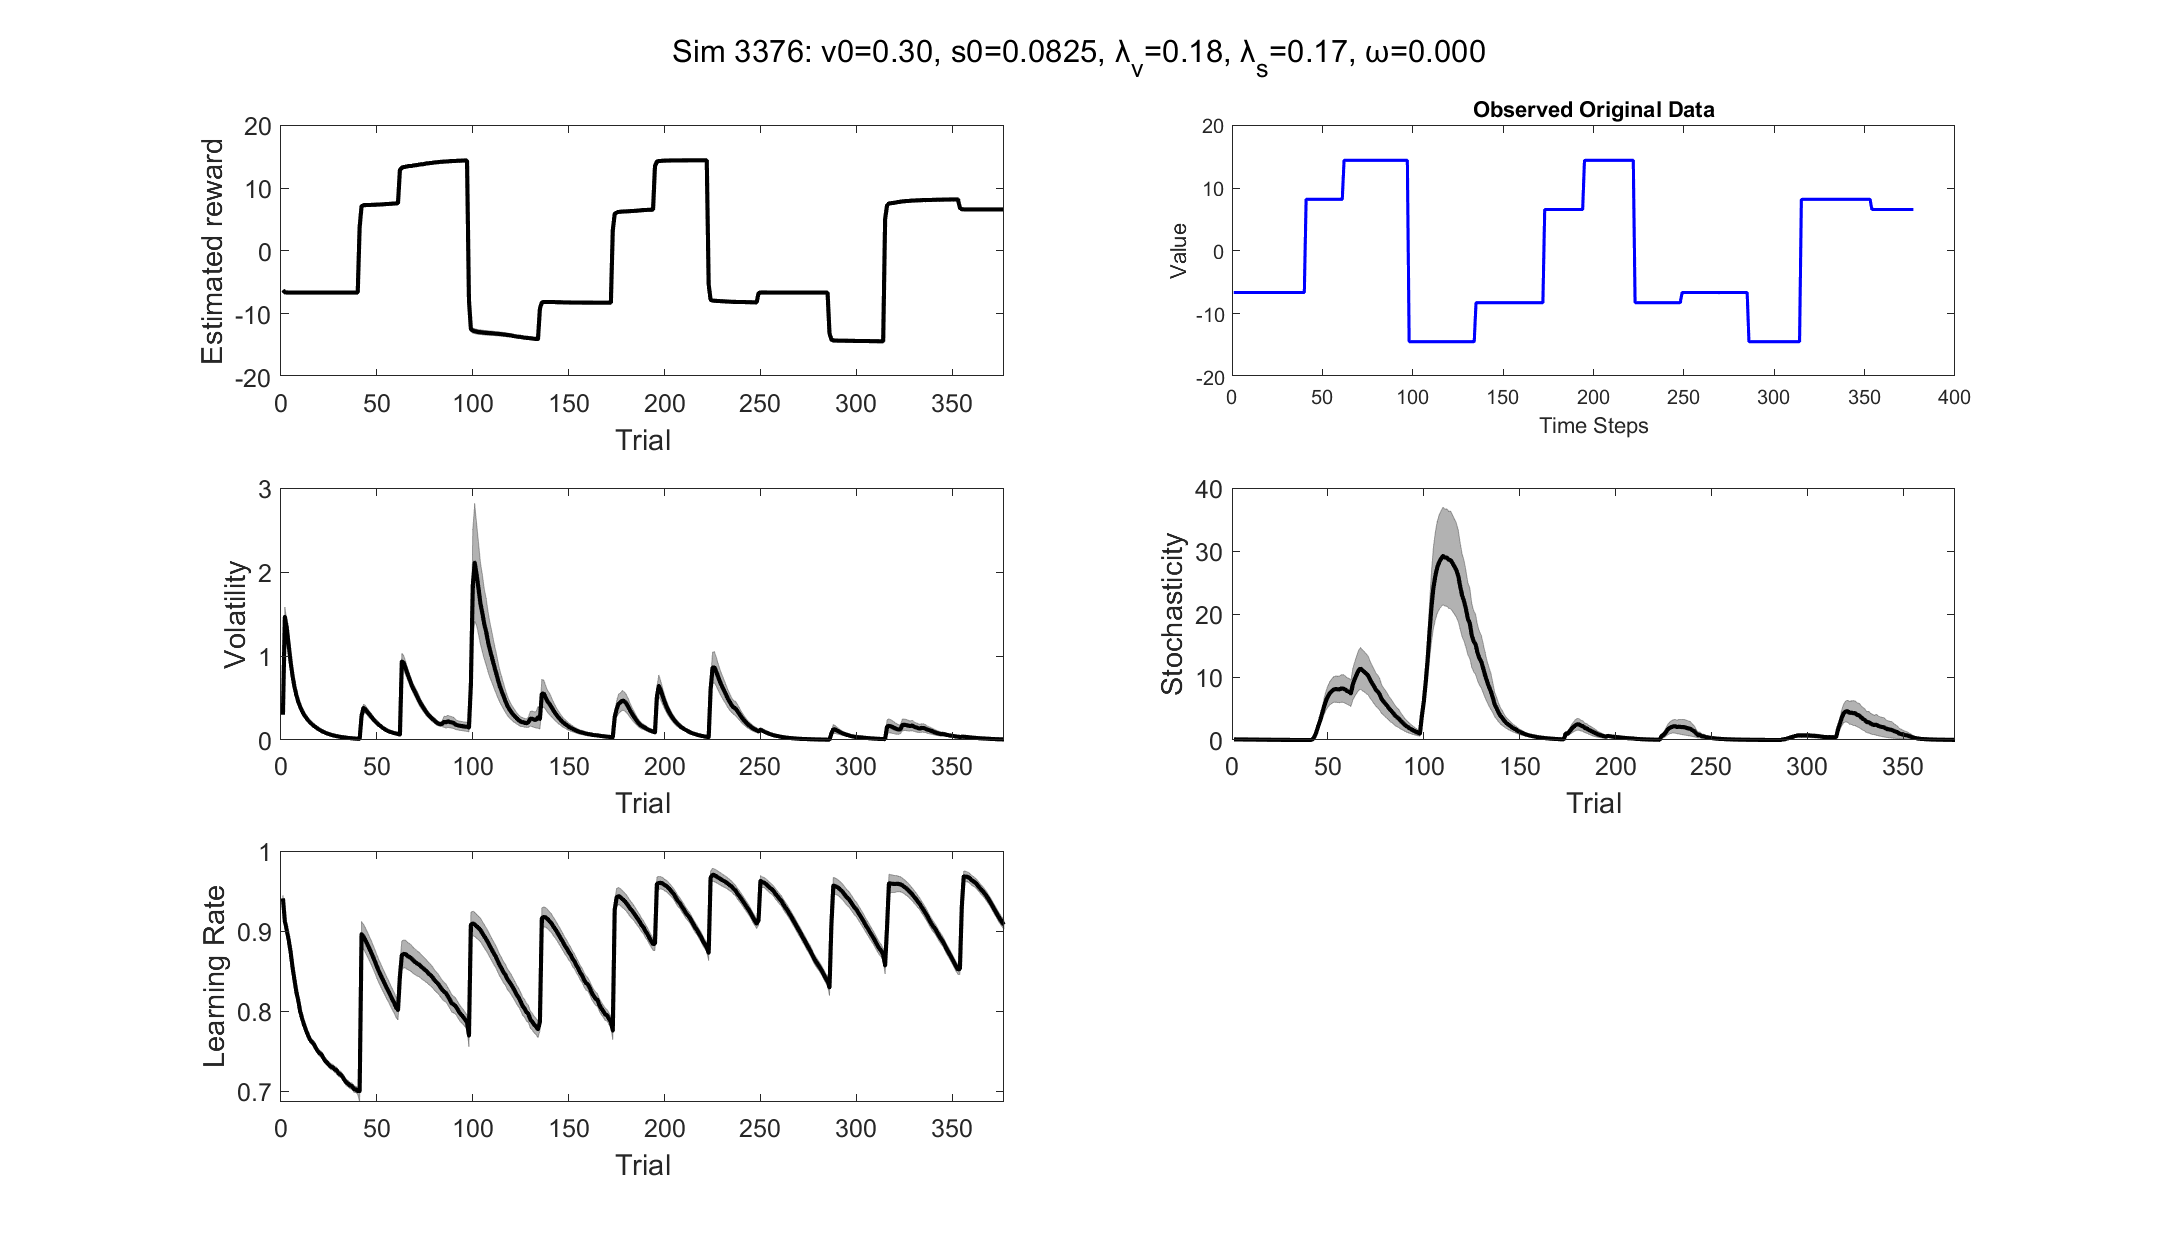 Sim 3376: v0=0.30, s0=0.0825, λv=0.18, λs=0.17, ω=0.000
Estimated reward
20
10
0
-10
-20
0 50 100 150 200 250 300 350
Trial
Observed Original Data
Value
20
10
0
-10
-20
0 50 100 150 200 250 300 350 400
Time Steps
Volatility
3
2
1
0
0 50 100 150 200 250 300 350
Trial
Stochasticity
40
30
20
10
0
0 50 100 150 200 250 300 350
Trial
Learning Rate
1
0.9
0.8
0.7
0 50 100 150 200 250 300 350
Trial